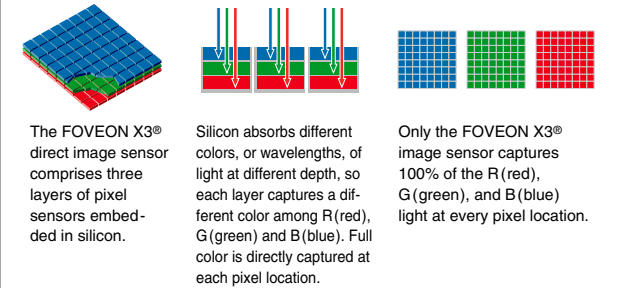 The FOVEON X3®
direct image sensor
comprises three
layers of pixel
sensors embed-
ded in silicon.
Silicon absorbs different
colors, or wavelengths, of
light at different depth, so
each layer captures a dif-
ferent color among R(red),
G(green) and B(blue). Full
color is directly captured at
each pixel location.
Only the FOVEON X3®
image sensor captures
100% of the R(red),
G(green), and B(blue)
light at every pixel location.